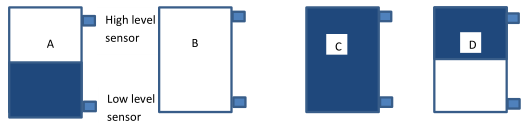 A
High level
sensor
Low level
sensor
B
C
D